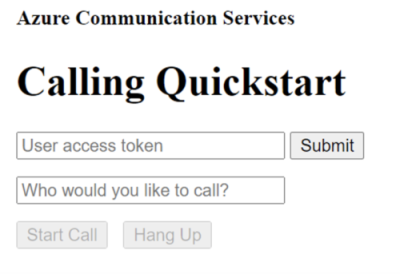 Azure Communication Services
Calling Quickstart
User access token Submit
Who would you like to call?
Start Call Hang Up